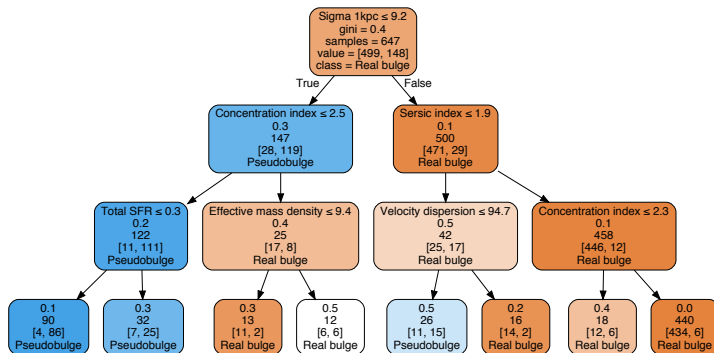 Sigma 1kpc ≤ 9.2
gini = 0.4
samples = 647
value = [499, 148]
class = Real bulge
True
False
Concentration index ≤ 2.5
0.3
147
[28, 119]
Pseudobulge
Sersic index ≤ 1.9
0.1
500
[471, 29]
Real bulge
Total SFR ≤ 0.3
0.2
122
[11, 111]
Pseudobulge
Effective mass density ≤ 9.4
0.4
25
[17, 8]
Real bulge
Velocity dispersion ≤ 94.7
0.5
42
[25, 17]
Real bulge
Concentration index ≤ 2.3
0.1
458
[446, 12]
Real bulge
0.1
90
[4, 86]
Pseudobulge
0.3
32
[7, 25]
Pseudobulge
0.3
13
[11, 2]
Real bulge
0.5
12
[6, 6]
Real bulge
0.5
26
[11, 15]
Pseudobulge
0.2
16
[14, 2]
Real bulge
0.4
18
[12, 6]
Real bulge
0.0
440
[434, 6]
Real bulge